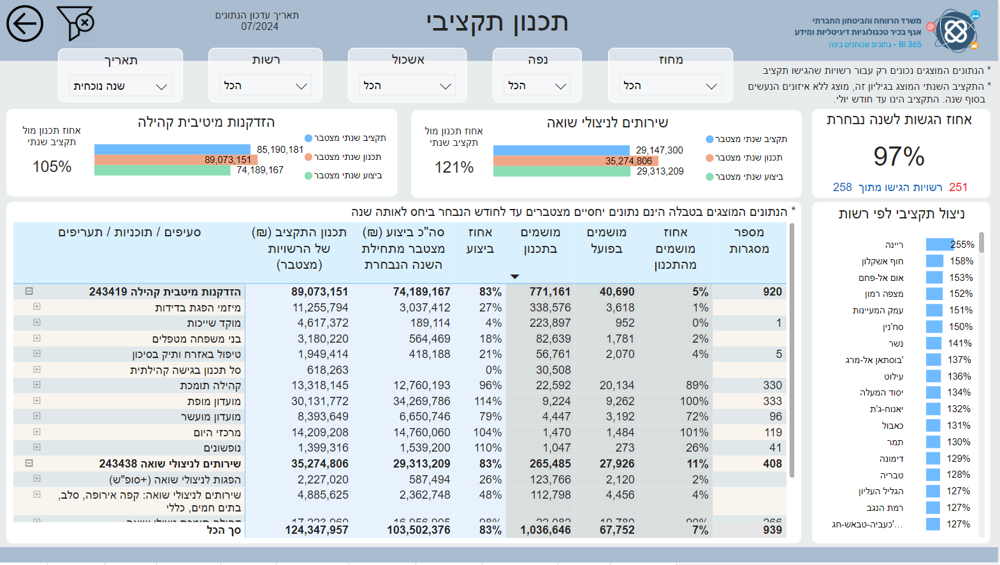 תכנון תקציבי
תאריך עדכון הנתונים
07/2024
משרד הרווחה והביטחון החברתי
אגף בכיר טכנולוגיות דיגיטליות ומידע
BI 365 - נתונים שנותנים בינה
מחוז
הכל
נפה
הכל
אשכול
הכל
רשות
הכל
תאריך
שנה נוכחית
* הנתונים המוצגים נכונים רק עבור רשויות שהגישו תקציב
* התקציב השנתי המוצג בגיליון זה, מוצג ללא איזונים הנעשים
בסוף שנה. התקציב הינו עד חודש יולי.
אחוז הגשות לשנה נבחרת
97%
251 רשויות הגישו מתוך 258
שירותים לניצולי שואה
תקציב שנתי מצטבר
תכנון שנתי מצטבר
ביצוע שנתי מצטבר
29,147,300
35,274,806
29,313,209
אחוז תכנון מול
תקציב שנתי
121%
הזדקנות מיטיבית קהילה
תקציב שנתי מצטבר
תכנון שנתי מצטבר
ביצוע שנתי מצטבר
85,190,181
89,073,151
74,189,167
אחוז תכנון מול
תקציב שנתי
105%
* הנתונים המוצגים בטבלה הינם נתונים יחסיים מצטברים עד לחודש הנבחר ביחס לאותה שנה
סעיפים / תוכניות / תעריפים | תכנון התקציב (₪) של הרשויות (מצטבר) | סה"כ ביצוע (₪) מצטבר מתחילת השנה הנבחרת | אחוז ביצוע | מושמים בתכנון | מושמים בפועל | אחוז מושמים מהתכנון | מספר מסגרות
הזדקנות מיטבית קהילה 243419 89,073,151 74,189,167 83% 771,161 40,690 5% 920
מיזמי הפגת בדידות 11,255,794 3,037,412 27% 338,576 3,618 1%
מוקד שייכות 4,617,372 189,114 4% 223,897 952 0% 1
בני משפחה מטפלים 3,180,220 564,469 18% 82,639 1,781 2%
טיפול באזרח ותיק בסיכון 1,949,414 418,188 21% 56,761 2,070 4% 5
סל תכנון בגישה קהילתית 618,263 0% 30,508
קהילה תומכת 13,318,145 12,760,193 96% 22,592 20,134 89% 330
מועדון מופת 30,131,772 34,269,786 114% 9,224 9,262 100% 333
מועדון מועשר 8,393,649 6,650,746 79% 4,447 3,192 72% 96
מרכזי היום 14,209,208 14,760,060 104% 1,470 1,484 101% 119
נופשונים 1,399,316 1,539,200 110% 1,047 273 26% 41
שירותים לניצולי שואה 243438 35,274,806 29,313,209 83% 265,485 27,926 11% 408
הפגות לניצולי שואה (+סופ"ש) 2,227,020 587,494 26% 123,766 2,120 2%
שירותים לניצולי שואה: קפה אירופה, סלב, 4,885,625 2,362,748 48% 112,798 4,456 4%
בתים חמים, כללי
סך הכל 124,347,957 103,502,376 83% 1,036,646 67,752 7% 939
ניצול תקציבי לפי רשות
ריינה 255%
חוף אשקלון 158%
אום אל-פחם 153%
מצפה רמון 152%
עמק המעיינות 151%
סח'נין 150%
נשר 141%
בוסתאן אל-מרג' 137%
עילוט 136%
יסוד המעלה 134%
יאנוח-ג'ת 132%
כאבול 131%
תמר 130%
דימונה 129%
טבריה 128%
הגליל העליון 127%
רמת הנגב 127%
כעביה-טבאש-חג'... 127%